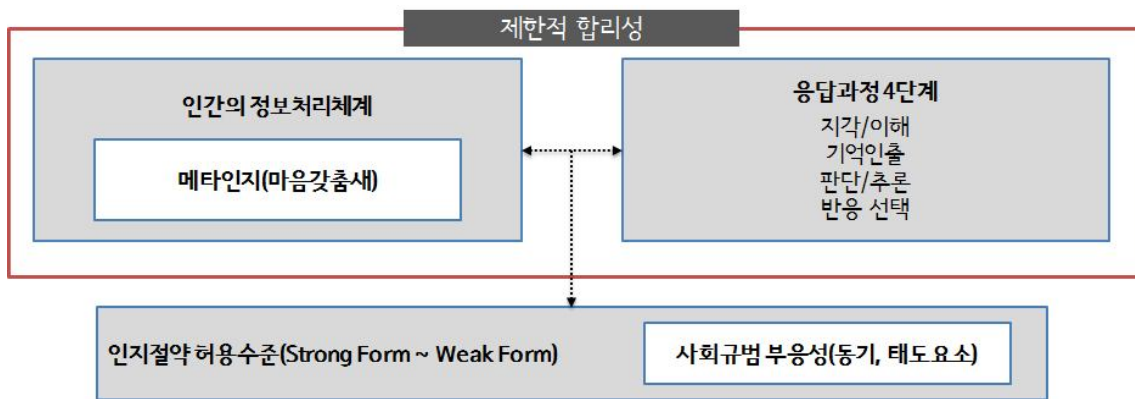 제한적 합리성
인간의 정보처리체계
메타인지(마음갖춤새)
응답과정 4단계
지각/이해
기억인출
판단/추론
반응 선택
인지절약 허용수준(Strong Form ~ Weak Form)
사회규범 부응성(동기, 태도요소)